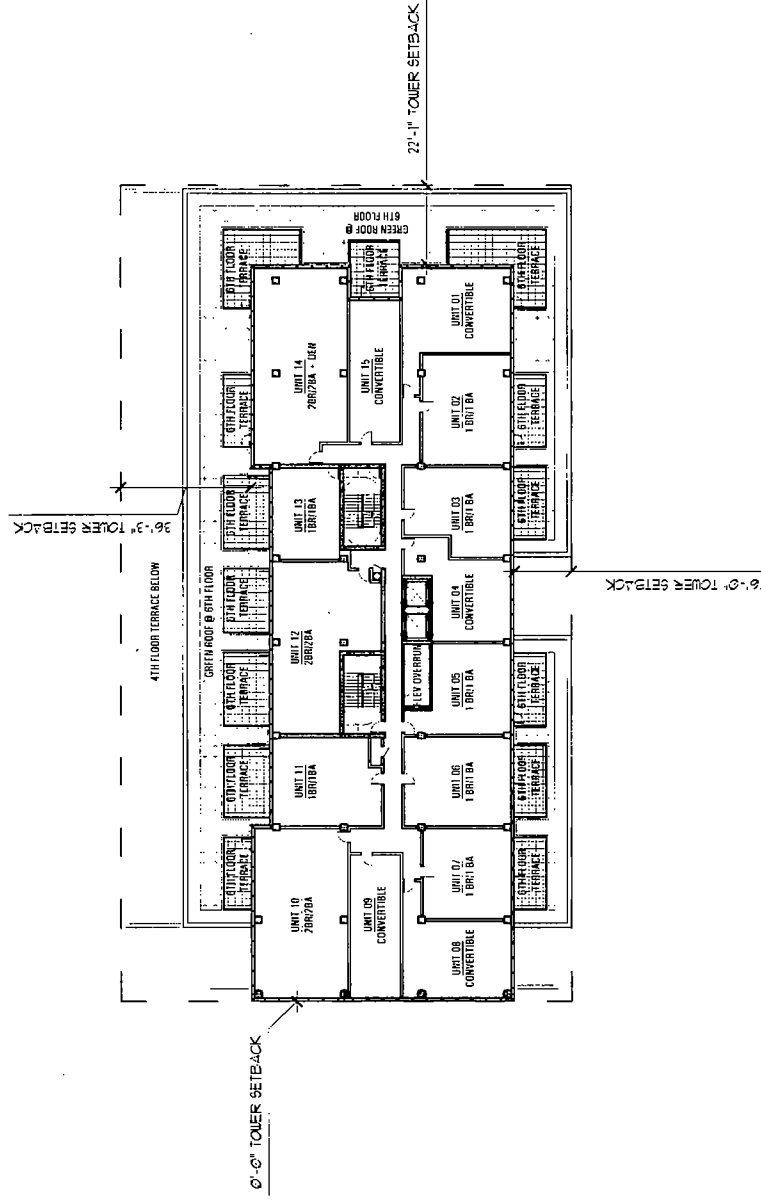 22'-1" TOWER SETBACK
GREEN ROOF @
6TH FLOOR
6TH FLOOR
TERRACE
6TH FLOOR
TERRACE
6TH FLOOR
TERRACE
UNIT 14
2BR/2BA + DEN
UNIT 15
CONVERTIBLE
UNIT 01
CONVERTIBLE
UNIT 02
1 BR/1 BA
6TH FLOOR
TERRACE
6TH FLOOR
TERRACE
36'-3" TOWER SETBACK
6TH FLOOR
TERRACE
UNIT 13
1BR/1BA
UNIT 03
1 BR/1 BA
6TH FLOOR
TERRACE
4TH FLOOR TERRACE BELOW
GREEN ROOF @ 6TH FLOOR
6TH FLOOR
TERRACE
UNIT 12
2BR/2BA
UNIT 04
CONVERTIBLE
TOWER SETBACK
6TH FLOOR
TERRACE
ELEV OVERRUN
UNIT 05
1 BR/1 BA
6TH FLOOR
TERRACE
6TH FLOOR
TERRACE
UNIT 11
1BR/1BA
UNIT 06
1 BR/1 BA
6TH FLOOR
TERRACE
6TH FLOOR
TERRACE
UNIT 10
2BR/2BA
UNIT 09
CONVERTIBLE
UNIT 07
1 BR/1 BA
6TH FLOOR
TERRACE
UNIT 08
CONVERTIBLE
0'-0" TOWER SETBACK